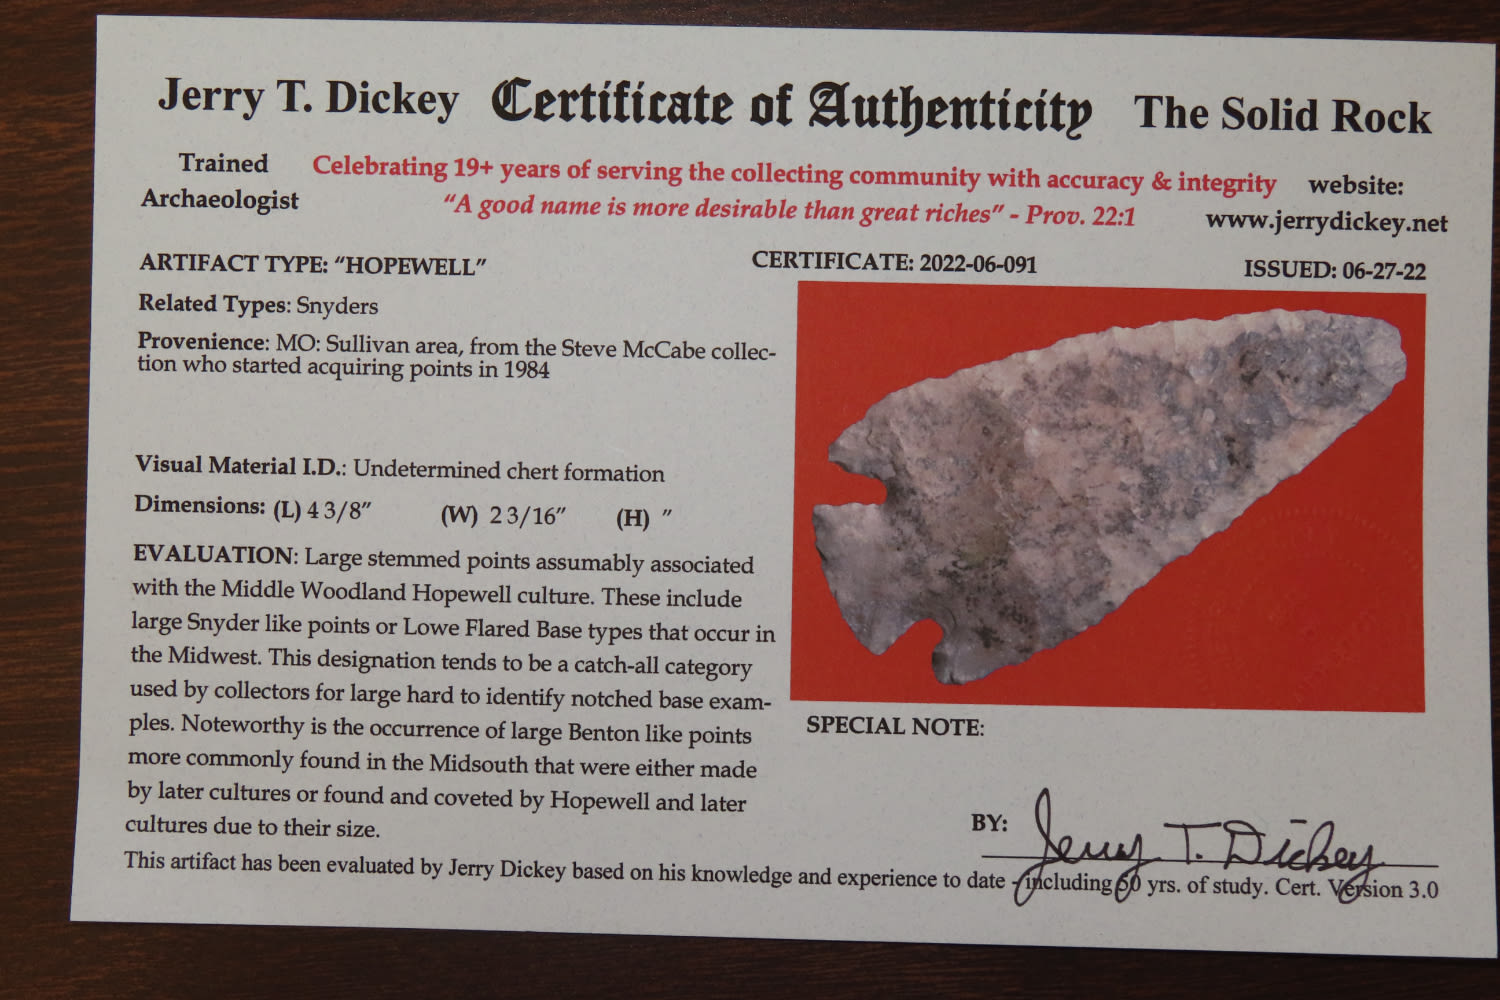 Jerry T. Dickey Certificate of Authenticity The Solid Rock
Trained Archaeologist
Celebrating 19+ years of serving the collecting community with accuracy & integrity
"A good name is more desirable than great riches" - Prov. 22:1
website:
www.jerrydickey.net
ARTIFACT TYPE: "HOPEWELL"
CERTIFICATE: 2022-06-091
ISSUED: 06-27-22
Related Types: Snyders
Provenience: MO: Sullivan area, from the Steve McCabe collec-
tion who started acquiring points in 1984
Visual Material I.D.: Undetermined chert formation
Dimensions: (L) 4 3/8" (W) 2 3/16" (H) "
EVALUATION: Large stemmed points assumably associated
with the Middle Woodland Hopewell culture. These include
large Snyder like points or Lowe Flared Base types that occur in
the Midwest. This designation tends to be a catch-all category
used by collectors for large hard to identify notched base exam-
ples. Noteworthy is the occurrence of large Benton like points
more commonly found in the Midsouth that were either made
by later cultures or found and coveted by Hopewell and later
cultures due to their size.
SPECIAL NOTE:
BY: Jerry T. Dickey
This artifact has been evaluated by Jerry Dickey based on his knowledge and experience to date - including 60 yrs. of study. Cert. Version 3.0